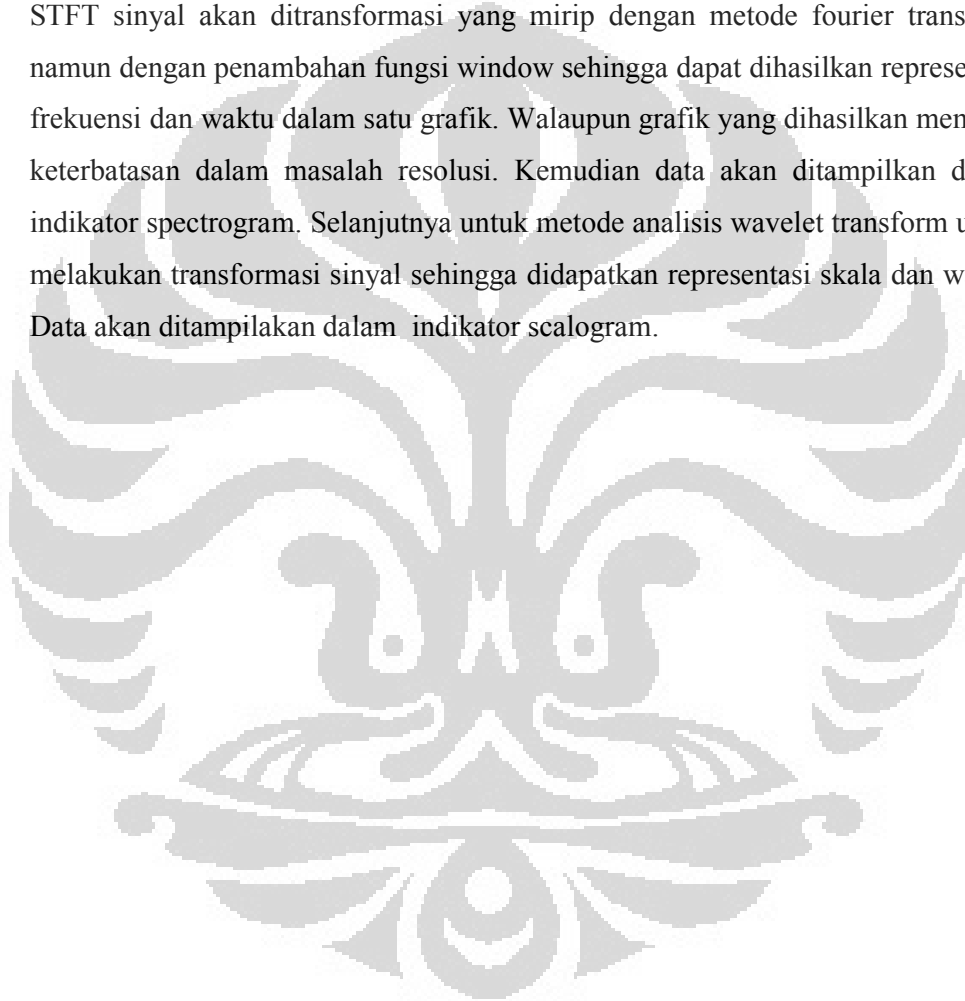 STFT sinyal akan ditransformasi yang mirip dengan metode fourier trans
namun dengan penambahan fungsi window sehingga dapat dihasilkan represe
frekuensi dan waktu dalam satu grafik. Walaupun grafik yang dihasilkan men
keterbatasan dalam masalah resolusi. Kemudian data akan ditampilkan d
indikator spectrogram. Selanjutnya untuk metode analisis wavelet transform u
melakukan transformasi sinyal sehingga didapatkan representasi skala dan w
Data akan ditampilakan dalam indikator scalogram.